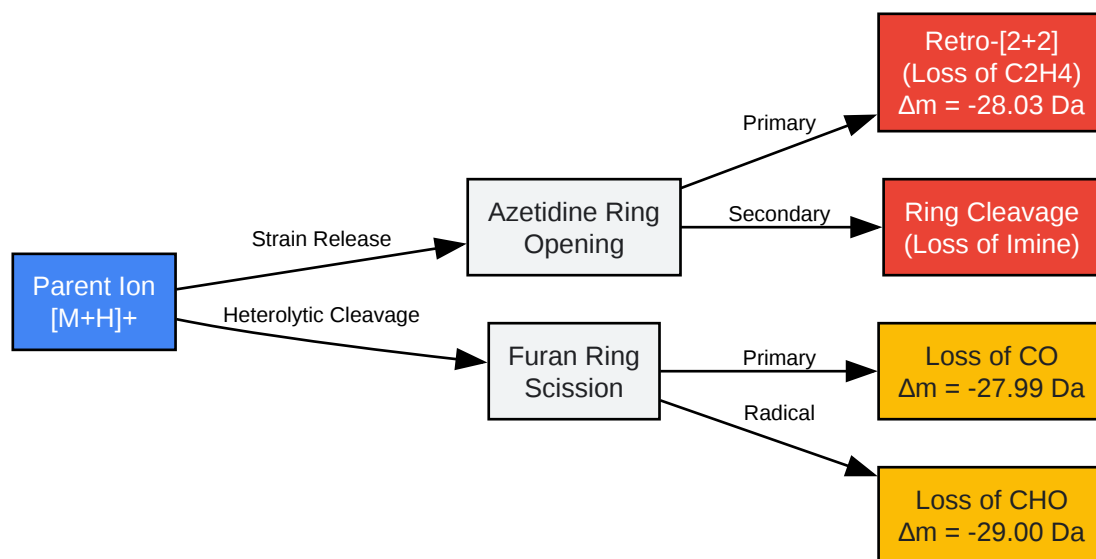 Parent Ion
[M+H]+
Strain Release
Heterolytic Cleavage
Azetidine Ring
Opening
Furan Ring
Scission
Primary
Secondary
Primary
Radical
Retro-[2+2]
(Loss of C2H4)
Δm = -28.03 Da
Ring Cleavage
(Loss of Imine)
Loss of CO
Δm = -27.99 Da
Loss of CHO
Δm = -29.00 Da